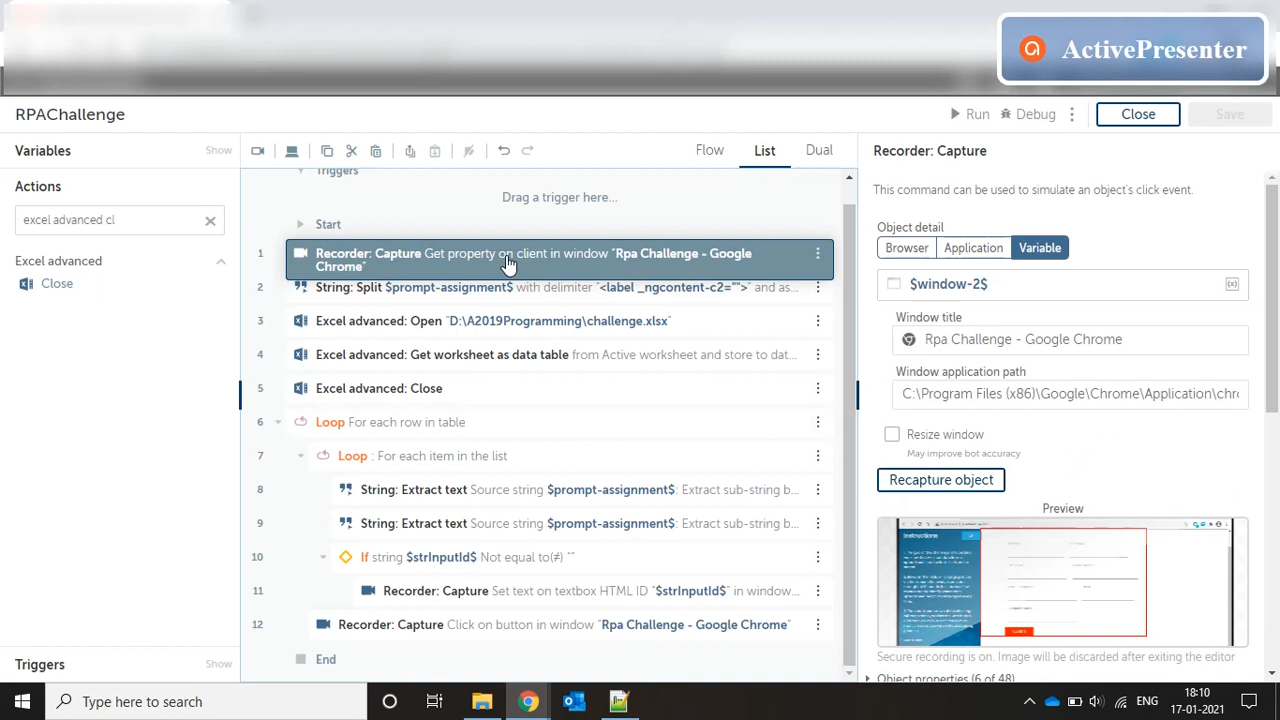 ActivePresenter
RPAChallenge
Run
Debug
Close
Save
Variables
Show
Flow
List
Dual
Recorder: Capture
Actions
Triggers
Drag a trigger here...
This command can be used to simulate an object's click event.
excel advanced cl
Start
Object detail
Browser
Application
Variable
Excel advanced
Close
1
Recorder: Capture Get property on client in window "Rpa Challenge - Google
Chrome"
$window-2$
(x)
2
String: Split $prompt-assignment$ with delimiter "<label _ngcontent-c2="">" and as...
Window title
Rpa Challenge - Google Chrome
3
Excel advanced: Open "D:\A2019Programming\challenge.xlsx"
4
Excel advanced: Get worksheet as data table from Active worksheet and store to dat...
Window application path
C:\Program Files (x86)\Google\Chrome\Application\chr
5
Excel advanced: Close
6
Loop For each row in table
Resize window
May improve bot accuracy
7
Loop : For each item in the list
Recapture object
8
String: Extract text Source string $prompt-assignment$: Extract sub-string b...
Preview
9
String: Extract text Source string $prompt-assignment$: Extract sub-string b...
Instructions
10
If string $strInputId$ Not equal to(≠) ""
11
Recorder: Capture Set text on textbox HTML ID "$strInputId$" in window...
12
Recorder: Capture Click on button in window "Rpa Challenge - Google Chrome"
Secure recording is on. Image will be discarded after exiting the editor
End
Triggers
Show
Object properties (6 of 48)
Type here to search
ENG
18:10
17-01-2021